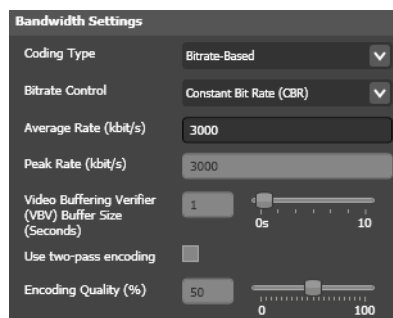 Bandwidth Settings
Coding Type
Bitrate-Based
Bitrate Control
Constant Bit Rate (CBR)
Average Rate (kbit/s)
3000
Peak Rate (kbit/s)
3000
Video Buffering Verifier
(VBV) Buffer Size
(Seconds)
1
0s
10
Use two-pass encoding
Encoding Quality (%)
50
0
100